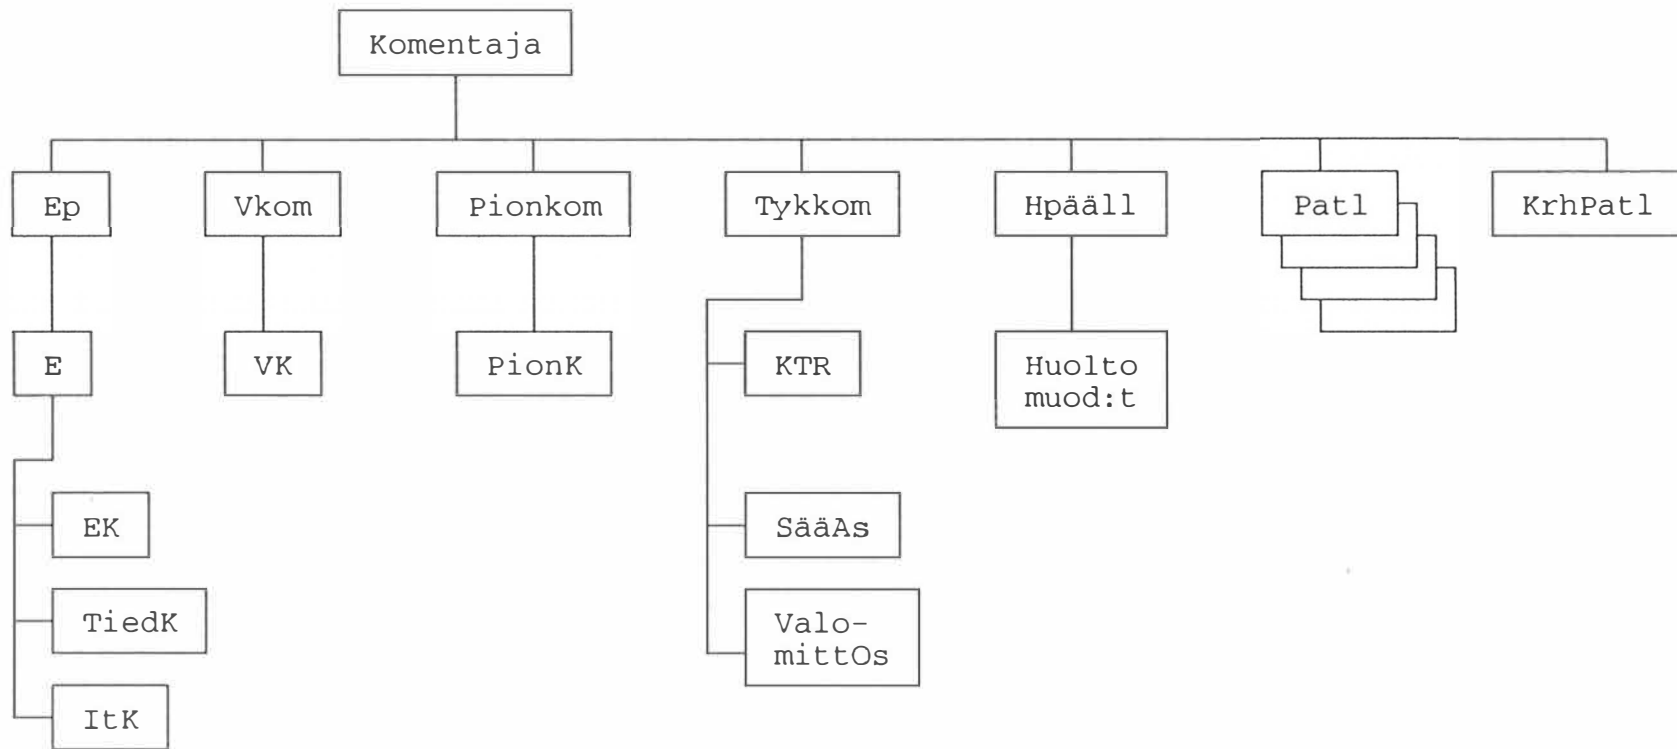 Komentaja
Ep
Vkom
Pionkom
Tykkom
Hpääll
Patl
KrhPatl
E
VK
PionK
KTR
Huolto
muod:t
EK
SääAs
TiedK
Valo-
mittOs
ItK